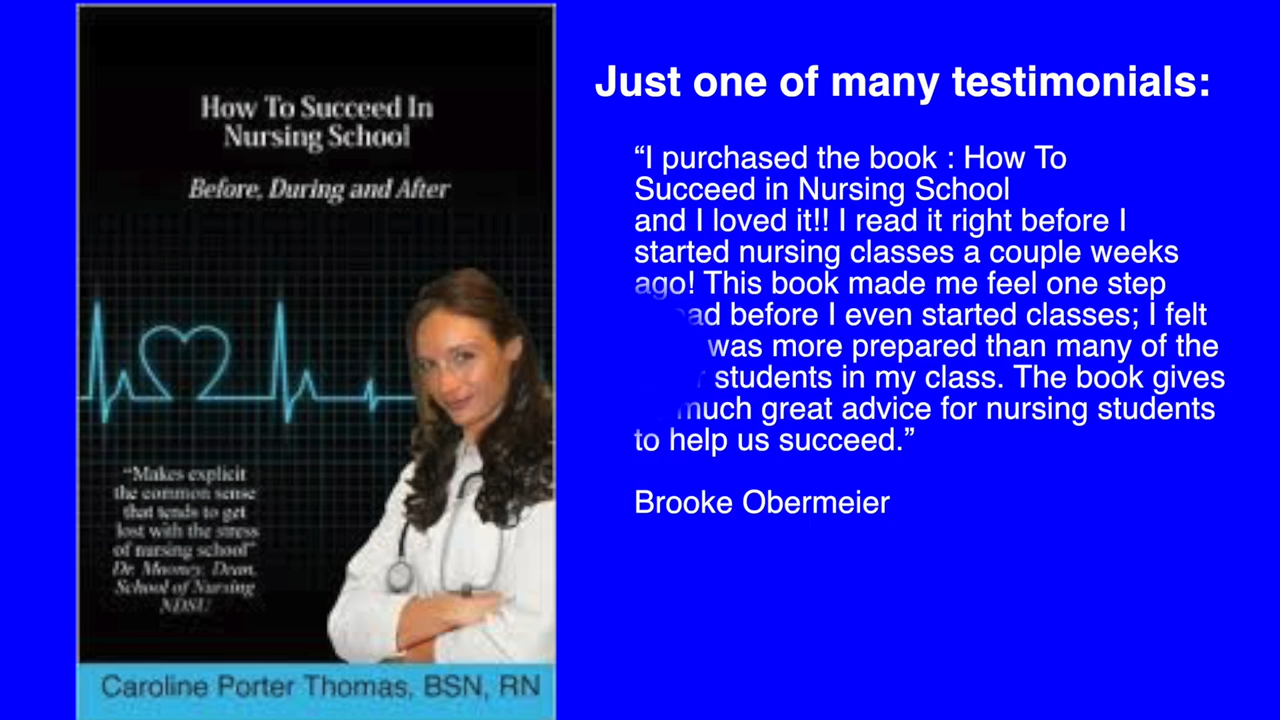 How To Succeed In
Nursing School
Before, During and After
"Makes explicit
the common sense
that tends to get
lost with the stress
of nursing school"
Dr. Mooney, Dean,
School of Nursing
NDSU
Caroline Porter Thomas, BSN, RN
Just one of many testimonials:
“I purchased the book : How To
Succeed in Nursing School
and I loved it!! I read it right before I
started nursing classes a couple weeks
ago! This book made me feel one step
before I even started classes; I felt
was more prepared than many of the
students in my class. The book gives
much great advice for nursing students
to help us succeed.”
Brooke Obermeier